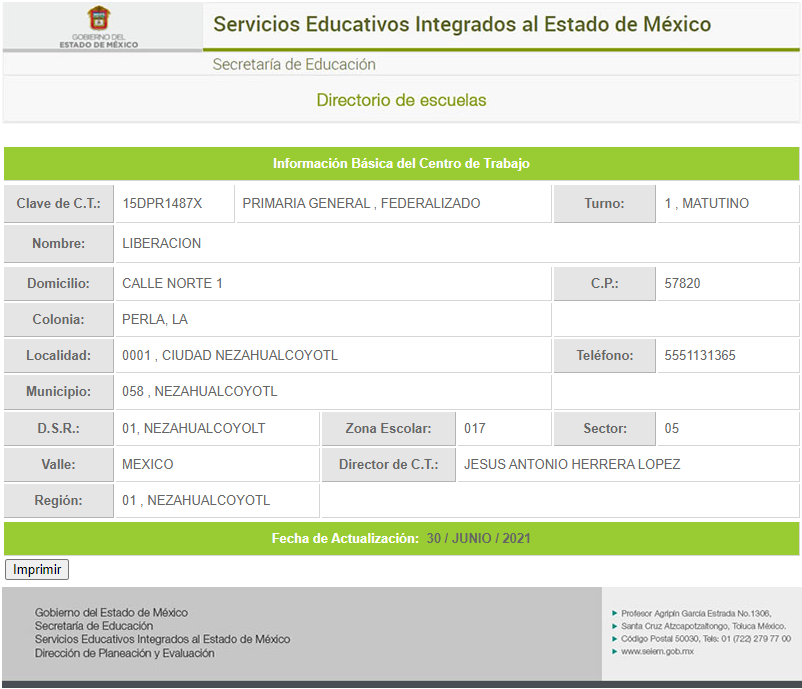 GOBIERNO DEL
ESTADO DE MÉXICO
Servicios Educativos Integrados al Estado de México
Secretaría de Educación
Directorio de escuelas
Información Básica del Centro de Trabajo
Clave de C.T.: 15DPR1487X PRIMARIA GENERAL , FEDERALIZADO Turno: 1 , MATUTINO
Nombre: LIBERACION
Domicilio: CALLE NORTE 1 C.P.: 57820
Colonia: PERLA, LA
Localidad: 0001 , CIUDAD NEZAHUALCOYOTL Teléfono: 5551131365
Municipio: 058 , NEZAHUALCOYOTL
D.S.R.: 01, NEZAHUALCOYOLT Zona Escolar: 017 Sector: 05
Valle: MEXICO Director de C.T.: JESUS ANTONIO HERRERA LOPEZ
Región: 01 , NEZAHUALCOYOTL
Fecha de Actualización: 30 / JUNIO / 2021
Imprimir
Gobierno del Estado de México
Secretaría de Educación
Servicios Educativos Integrados al Estado de México
Dirección de Planeación y Evaluación
Profesor Agripín García Estrada No.1306,
Santa Cruz Atzcapotzaltongo, Toluca México.
Código Postal 50030, Tels: 01 (722) 279 77 00
www.seiem.gob.mx